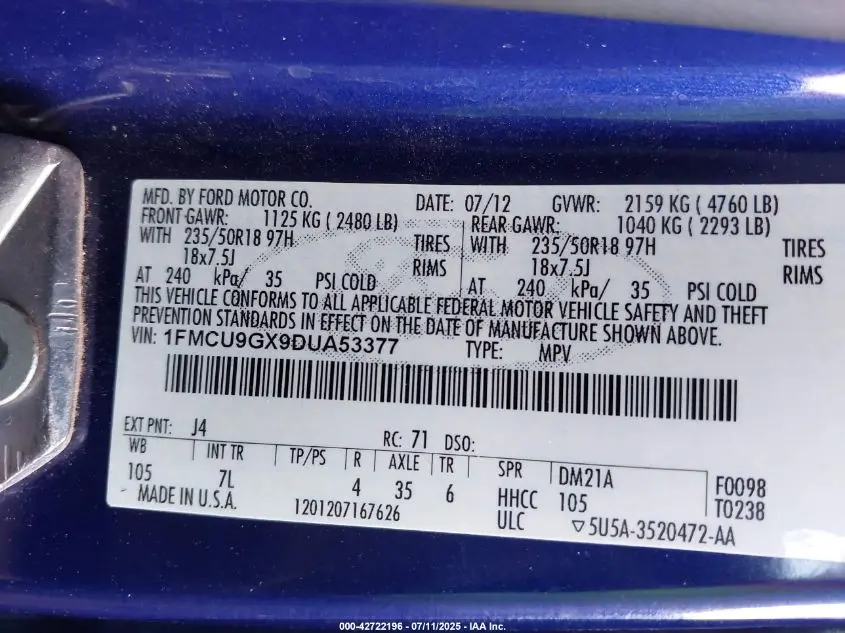 MFD. BY FORD MOTOR CO. DATE: 07/12 GVWR: 2159 KG ( 4760 LB)
FRONT GAWR: 1125 KG ( 2480 LB) REAR GAWR: 1040 KG ( 2293 LB)
WITH 235/50R18 97H TIRES WITH 235/50R18 97H TIRES
18x7.5J RIMS 18x7.5J RIMS
AT 240 kPa/ 35 PSI COLD AT 240 kPa/ 35 PSI COLD
THIS VEHICLE CONFORMS TO ALL APPLICABLE FEDERAL MOTOR VEHICLE SAFETY AND THEFT
PREVENTION STANDARDS IN EFFECT ON THE DATE OF MANUFACTURE SHOWN ABOVE.
VIN: 1FMCU9GX9DUA53377 TYPE: MPV
EXT PNT: J4 RC: 71 DSO:
WB INT TR TP/PS R AXLE TR SPR DM21A F0098
105 7L 4 35 6 HHCC 105 T0238
MADE IN U.S.A. 1201207167626 ULC ▽5U5A-3520472-AA
000-42722196 - 07/11/2025 - IAA Inc.